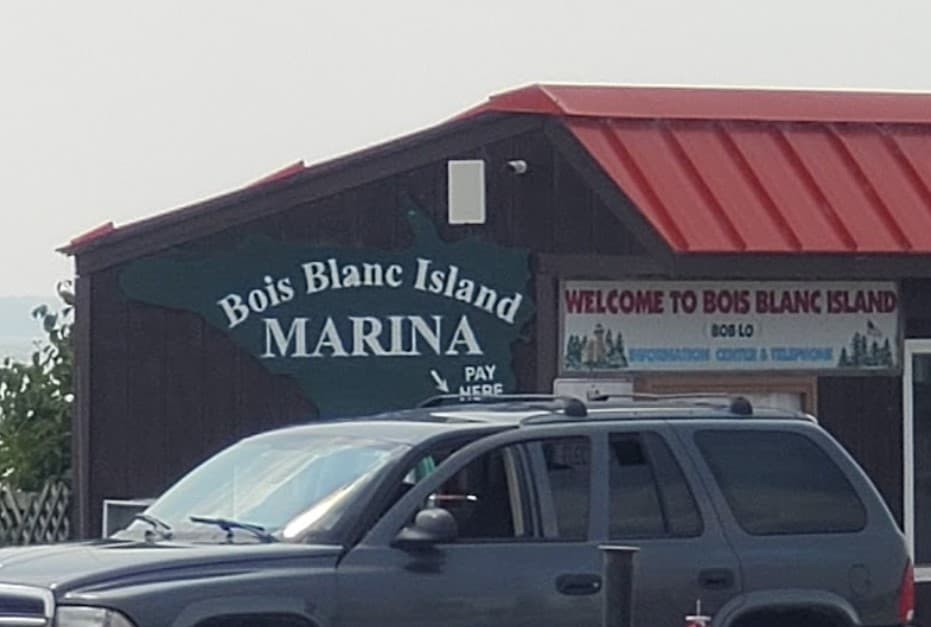 Bois Blanc Island
MARINA
PAY
HERE
WELCOME TO BOIS BLANC ISLAND
BOB LO
INFORMATION CENTER & TELEPHONE